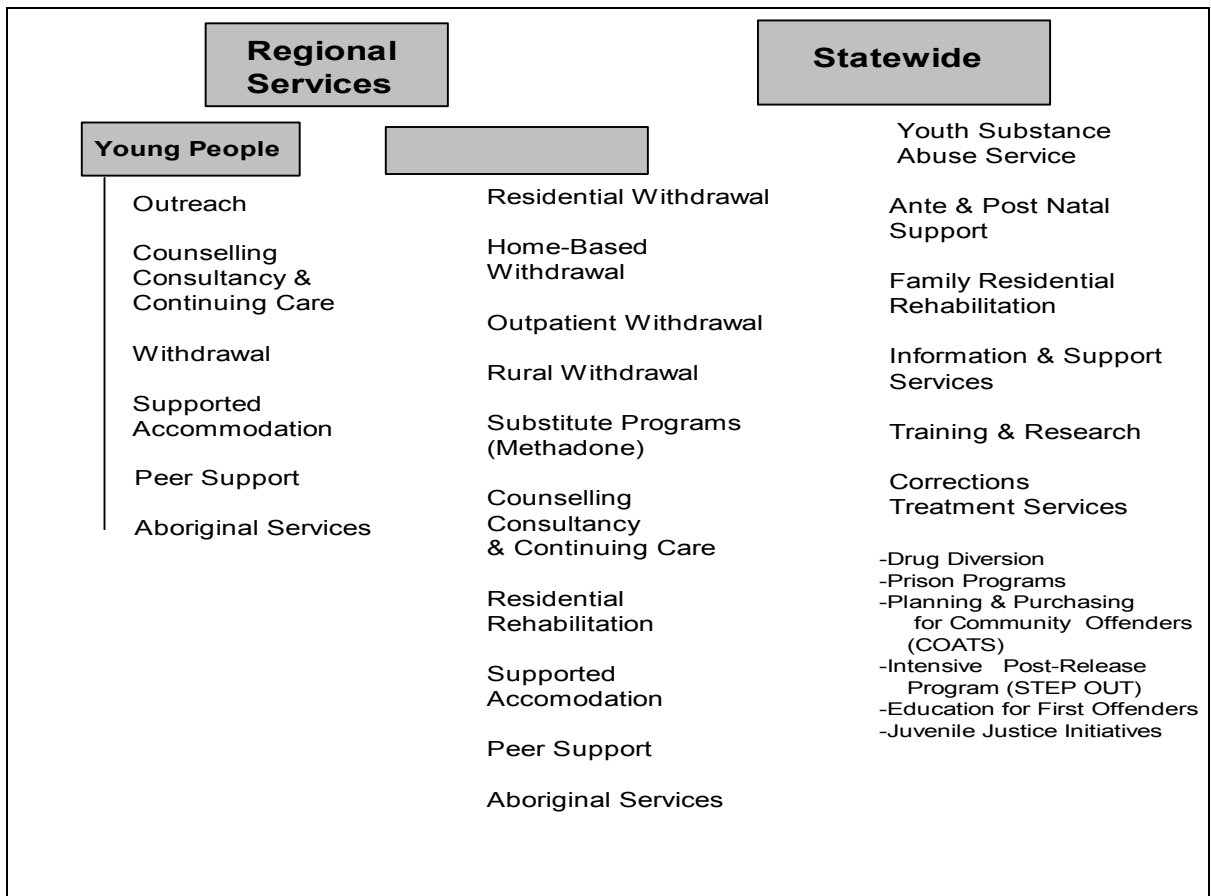 Regional
Services
Young People
Outreach
Counselling
Consultancy &
Continuing Care
Withdrawal
Supported
Accommodation
Peer Support
Aboriginal Services
Residential Withdrawal
Home-Based
Withdrawal
Outpatient Withdrawal
Rural Withdrawal
Substitute Programs
(Methadone)
Counselling
Consultancy
& Continuing Care
Residential
Rehabilitation
Supported
Accomodation
Peer Support
Aboriginal Services
Statewide
Youth Substance
Abuse Service
Ante & Post Natal
Support
Family Residential
Rehabilitation
Information & Support
Services
Training & Research
Corrections
Treatment Services
-Drug Diversion
-Prison Programs
-Planning & Purchasing
for Community Offenders
(COATS)
-Intensive Post-Release
Program (STEP OUT)
-Education for First Offenders
-Juvenile Justice Initiatives